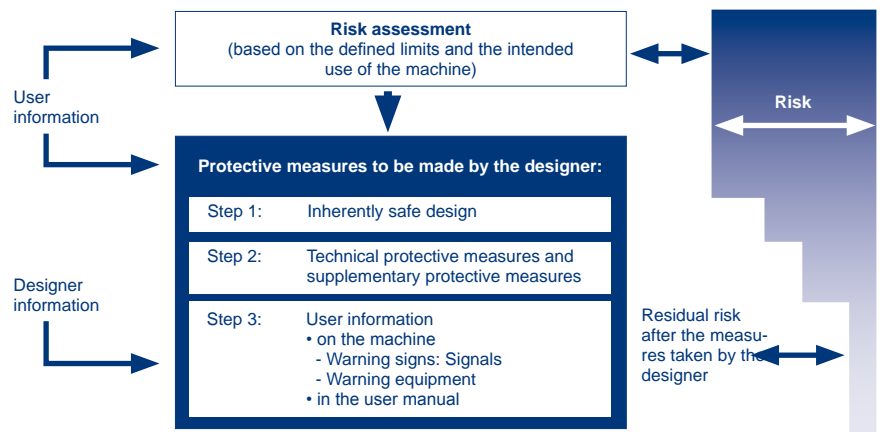 Risk assessment
(based on the defined limits and the intended
use of the machine)
User
information
Risk
Protective measures to be made by the designer:
Step 1: Inherently safe design
Step 2: Technical protective measures and
supplementary protective measures
Designer
information
Step 3: User information
• on the machine
- Warning signs: Signals
- Warning equipment
• in the user manual
Residual risk
after the measu-
res taken by the
designer